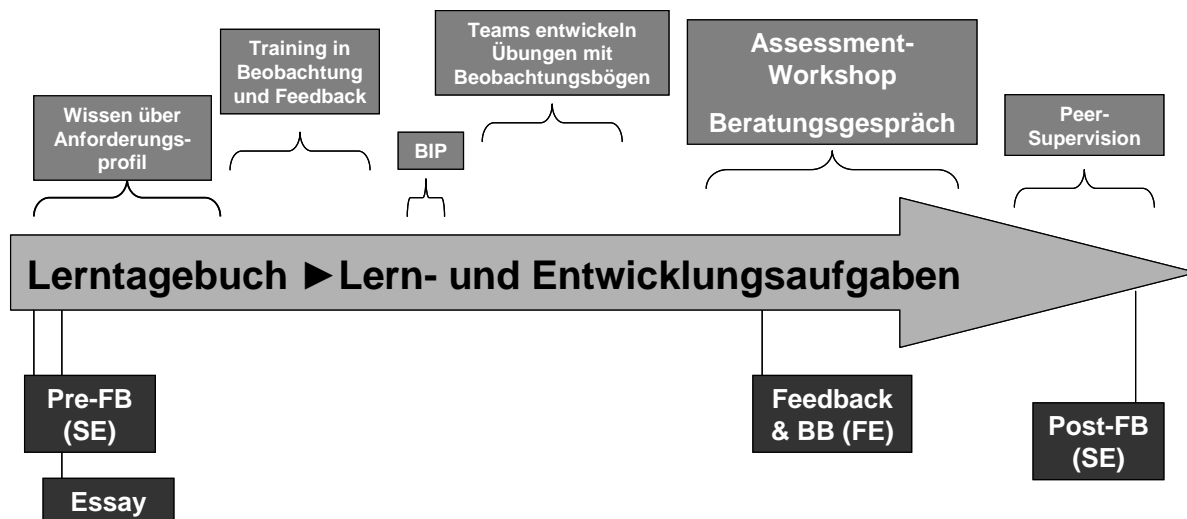 Wissen über
Anforderungs-
profil
Training in
Beobachtung
und Feedback
BIP
Teams entwickeln
Übungen mit
Beobachtungsbögen
Assessment-
Workshop
Beratungsgespräch
Peer-
Supervision
Lerntagebuch ►Lern- und Entwicklungsaufgaben
Pre-FB
(SE)
Essay
Feedback
& BB (FE)
Post-FB
(SE)